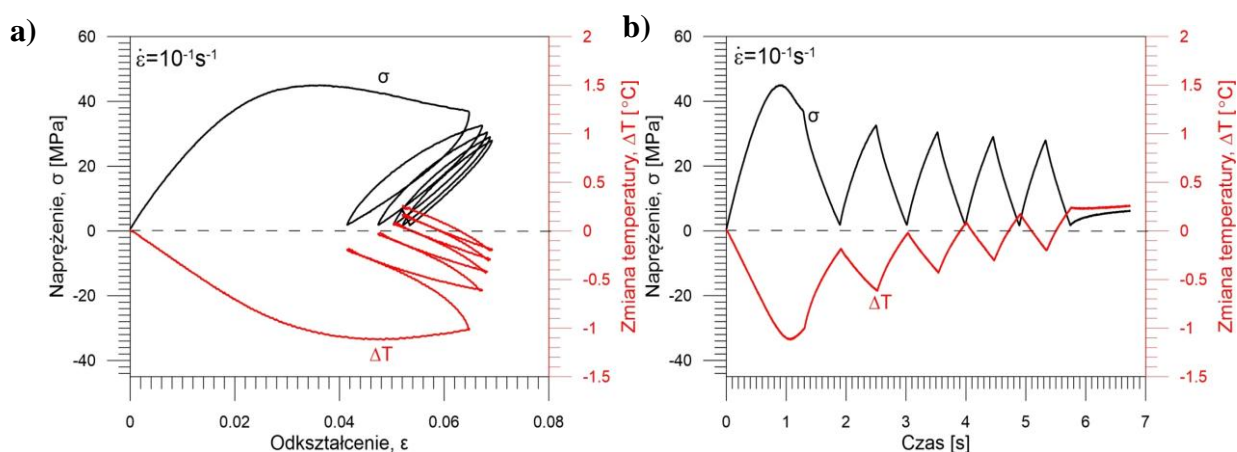 a)
ε̇=10⁻¹s⁻¹
σ
ΔT
Naprężenie, σ [MPa]
60
40
20
0
-20
-40
2
1.5
1
0.5
0
-0.5
-1
-1.5
Zmiana temperatury, ΔT [°C]
0
0.02
0.04
0.06
0.08
Odkształcenie, ε
b)
ε̇=10⁻¹s⁻¹
σ
ΔT
Naprężenie, σ [MPa]
60
40
20
0
-20
-40
2
1.5
1
0.5
0
-0.5
-1
-1.5
Zmiana temperatury, ΔT [°C]
0
1
2
3
4
5
6
7
Czas [s]